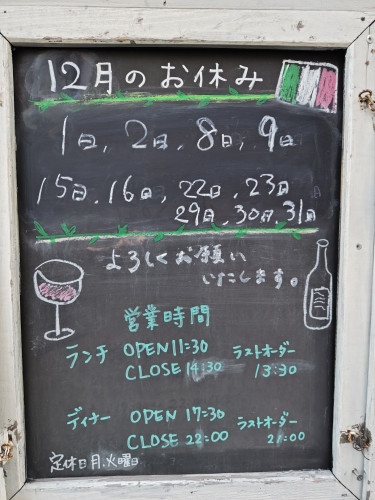 12月のお休み
1日, 2日, 8日, 9日
15日, 16日, 22日, 23日
29日, 30日, 31日
よろしくお願い
いたします。
営業時間
ランチ OPEN 11:30 ラストオーダー
CLOSE 14:30 13:30
ディナー OPEN 17:30 ラストオーダー
CLOSE 22:00 21:00
定休日月.火曜日